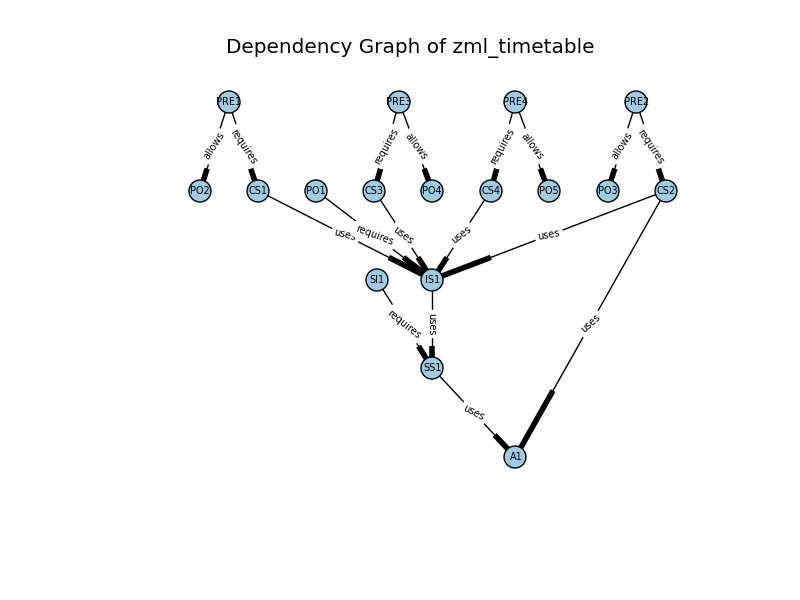 Dependency Graph of zml_timetable
PRE1
PRE3
PRE4
PRE2
allows
requires
requires
allows
requires
allows
allows
requires
PO2
CS1
PO1
CS3
PO4
CS4
PO5
PO3
CS2
uses
requires
uses
uses
uses
SI1
IS1
requires
uses
uses
SS1
uses
A1